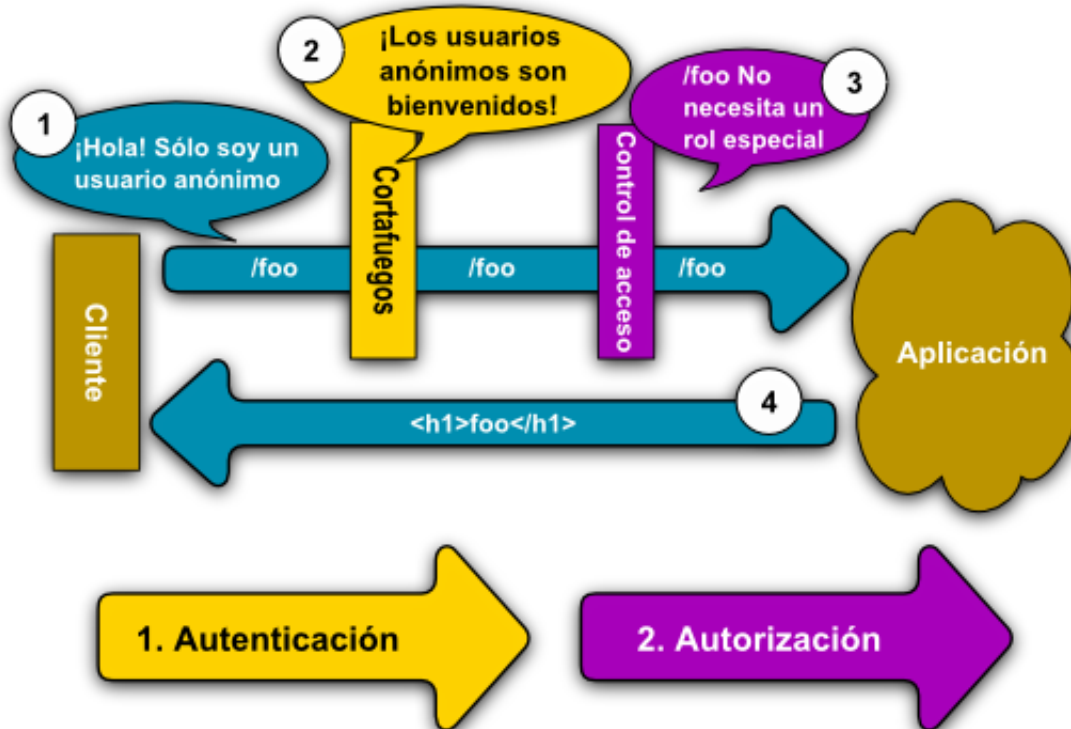 1
¡Hola! Sólo soy un
usuario anónimo
2
¡Los usuarios
anónimos son
bienvenidos!
3
/foo No
necesita un
rol especial
Cliente
/foo
Cortafuegos
/foo
Control de acceso
/foo
Aplicación
4
<h1>foo</h1>
1. Autenticación
2. Autorización